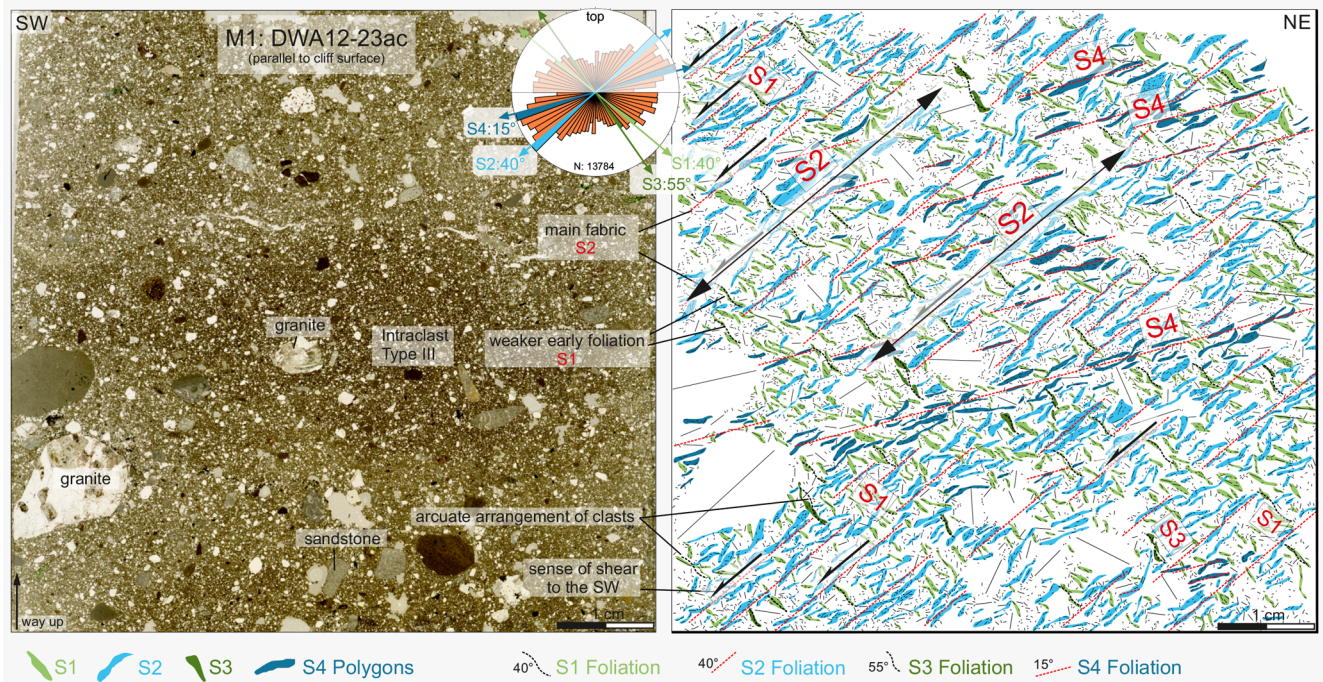 SW
M1: DWA12-23ac
(parallel to cliff surface)
top
NE
S4:15°
S2:40°
N: 13784
S1:40°
S3:55°
S1
S4
S4
S2
S2
main fabric
S2
granite
Intraclast
Type III
weaker early foliation
S1
S4
granite
arcuate arrangement of clasts
S1
sandstone
S3
S1
sense of shear
to the SW
way up
1 cm
1 cm
S1
S2
S3
S4 Polygons
40° S1 Foliation
40° S2 Foliation
55° S3 Foliation
15° S4 Foliation